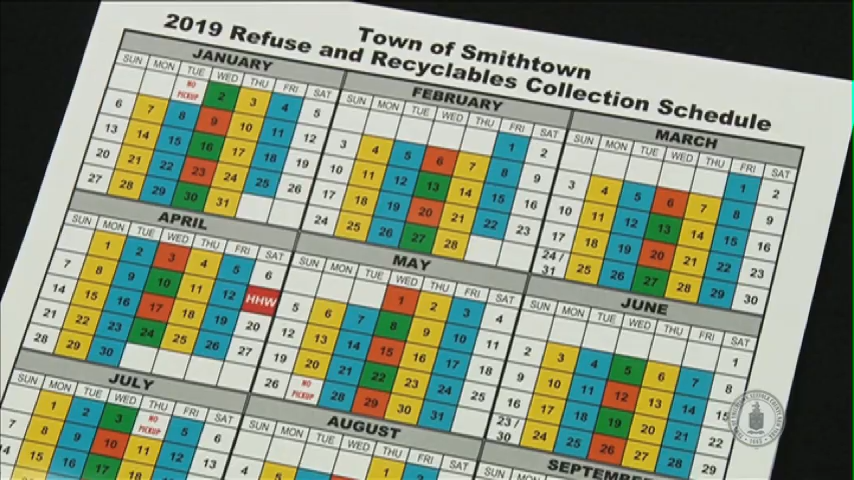 Town of Smithtown
2019 Refuse and Recyclables Collection Schedule
JANUARY
SUN MON TUE WED THU FRI SAT
NO PICKUP 2 3 4 5
6 7 8 9 10 11 12
13 14 15 16 17 18 19
20 21 22 23 24 25 26
27 28 29 30 31
FEBRUARY
SUN MON TUE WED THU FRI SAT
1 2
3 4 5 6 7 8 9
10 11 12 13 14 15 16
17 18 19 20 21 22 23
24 25 26 27 28
MARCH
SUN MON TUE WED THU FRI SAT
1 2
3 4 5 6 7 8 9
10 11 12 13 14 15 16
17 18 19 20 21 22 23
24 / 31 25 26 27 28 29 30
APRIL
SUN MON TUE WED THU FRI SAT
1 2 3 4 5 6
7 8 9 10 11 12 HHW
14 15 16 17 18 19 20
21 22 23 24 25 26 27
28 29 30
MAY
SUN MON TUE WED THU FRI SAT
1 2 3 4
5 6 7 8 9 10 11
12 13 14 15 16 17 18
19 20 21 22 23 24 25
26 NO PICKUP 28 29 30 31
JUNE
SUN MON TUE WED THU FRI SAT
1
2 3 4 5 6 7 8
9 10 11 12 13 14 15
16 17 18 19 20 21 22
23 / 30 24 25 26 27 28 29
JULY
SUN MON TUE WED THU FRI SAT
1 2 3 NO PICKUP 5 6
7 8 9 10 11 12 13
15 16 17 18
AUGUST
SUN MON TUE WED THU FRI SAT
1 2
SEPTEMBER
SUN MON